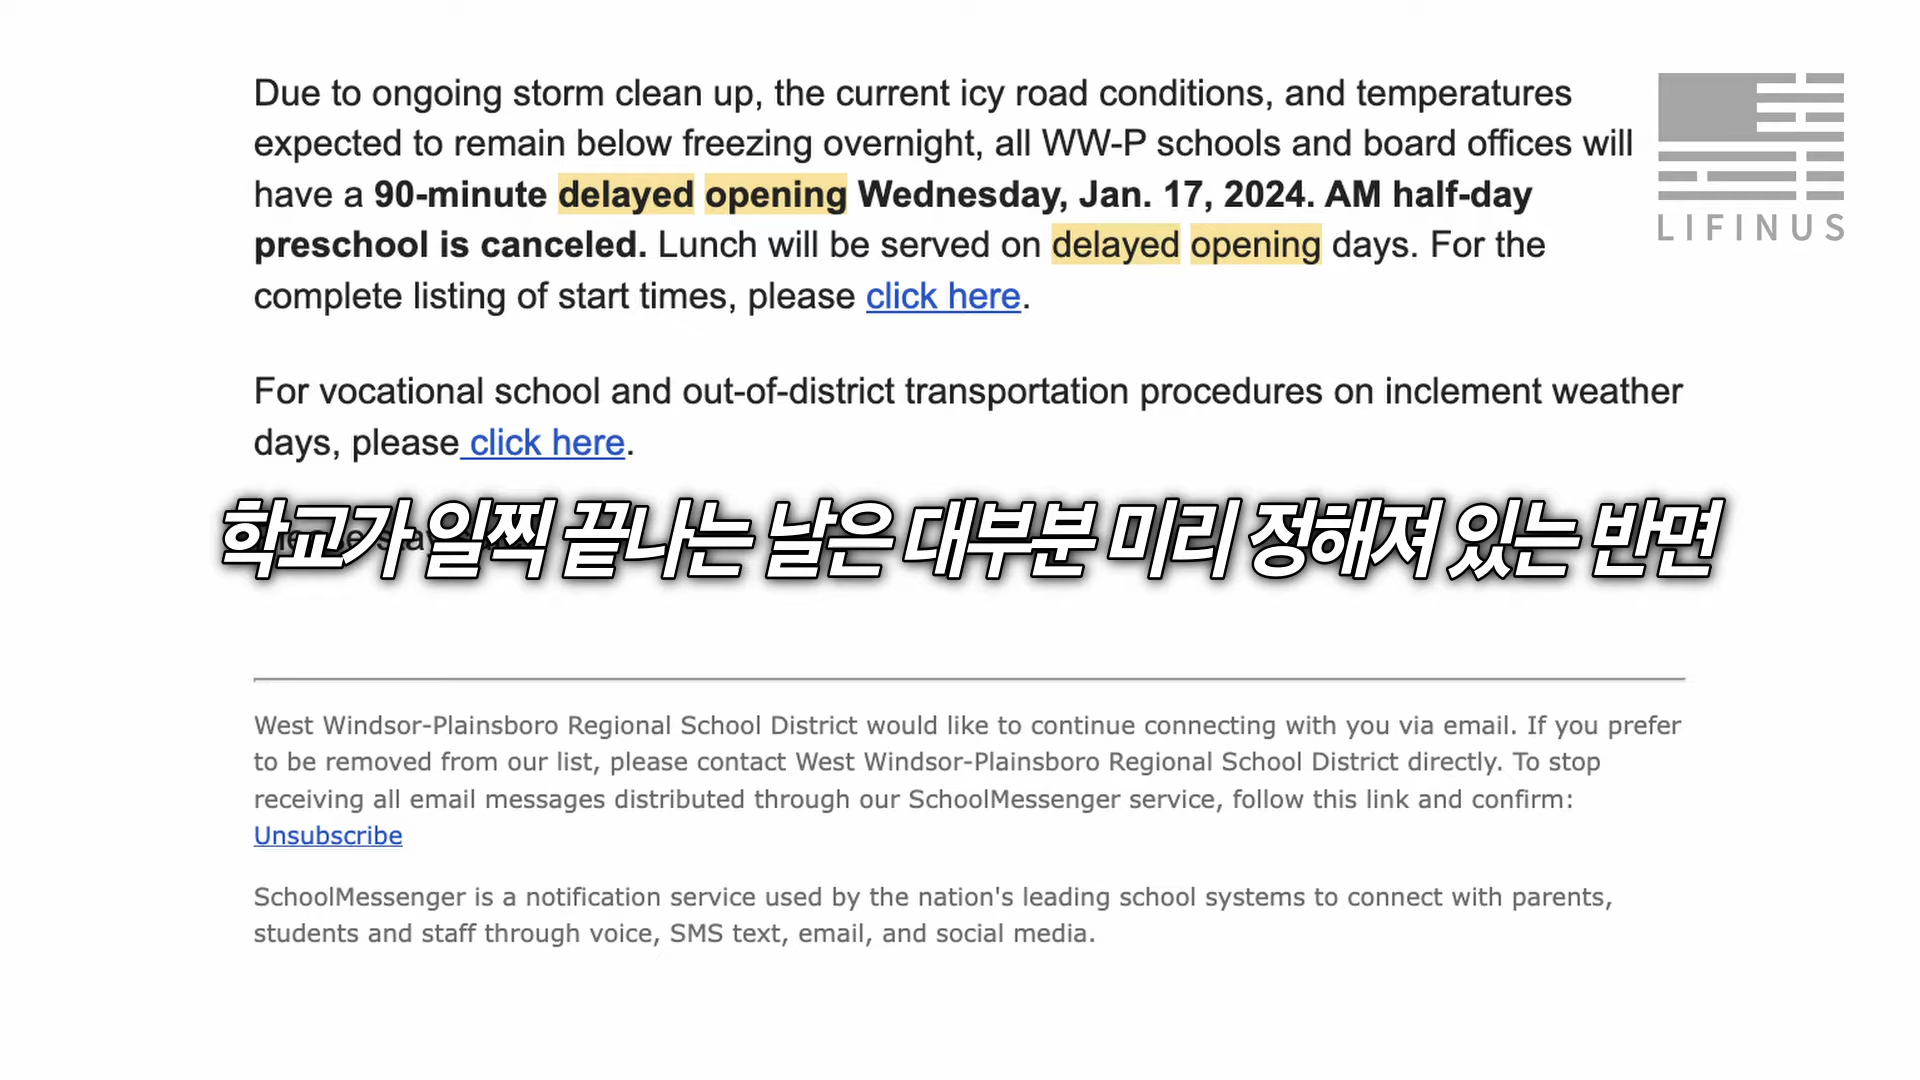 Due to ongoing storm clean up, the current icy road conditions, and temperatures
expected to remain below freezing overnight, all WW-P schools and board offices will
have a 90-minute delayed opening Wednesday, Jan. 17, 2024. AM half-day
preschool is canceled. Lunch will be served on delayed opening days. For the
complete listing of start times, please click here.
LIFINUS
For vocational school and out-of-district transportation procedures on inclement weather
days, please click here.
학교가 일찍 끝나는 날은 대부분 미리 정해져 있는 반면
West Windsor-Plainsboro Regional School District would like to continue connecting with you via email. If you prefer
to be removed from our list, please contact West Windsor-Plainsboro Regional School District directly. To stop
receiving all email messages distributed through our SchoolMessenger service, follow this link and confirm:
Unsubscribe
SchoolMessenger is a notification service used by the nation's leading school systems to connect with parents,
students and staff through voice, SMS text, email, and social media.